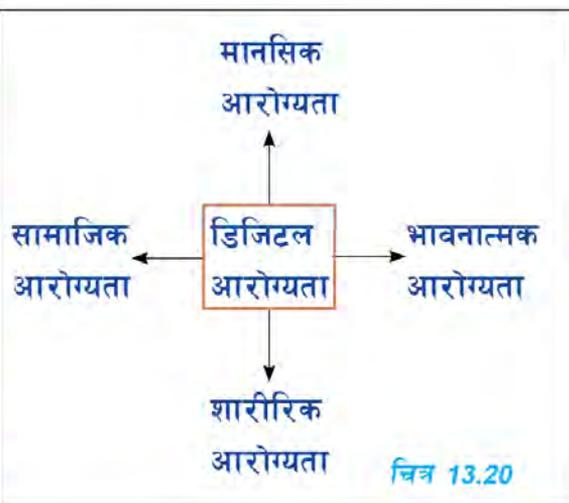 मानसिक
आरोग्यता
सामाजिक
आरोग्यता
डिजिटल
आरोग्यता
भावनात्मक
आरोग्यता
शारीरिक
आरोग्यता
चित्र 13.20